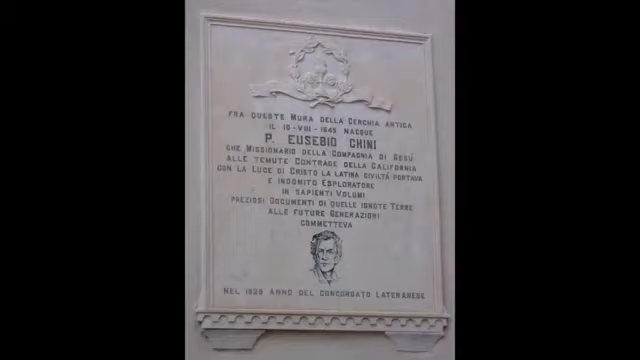 FRA QUESTE MURA DELLA CERCHIA ANTICA
IL 10-VIII-1645 NACQUE
P. EUSEBIO CHINI
CHE MISSIONARIO DELLA COMPAGNIA DI GESÙ
ALLE TEMUTE CONTRADE DELLA CALIFORNIA
CON LA LUCE DI CRISTO LA LATINA CIVILTÀ PORTAVA
E INDOMITO ESPLORATORE
IN SAPIENTI VOLUMI
PREZIOSI DOCUMENTI DI QUELLE IGNOTE TERRE
ALLE FUTURE GENERAZIONI
COMMETTEVA
NEL 1929 ANNO DEL CONCORDATO LATERANESE